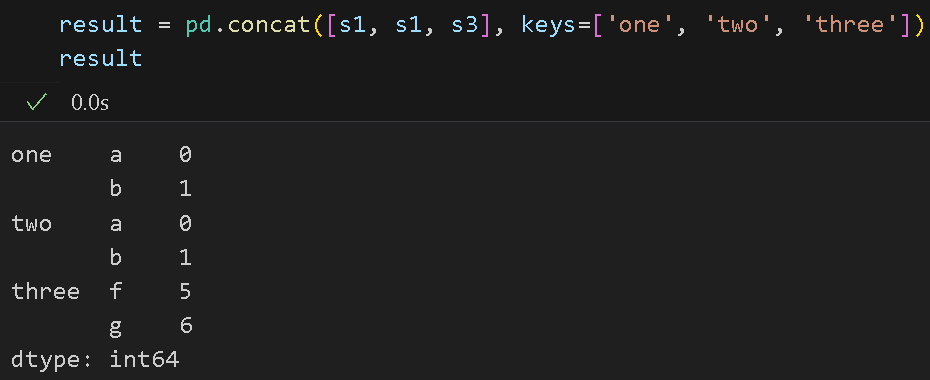 result = pd.concat([s1, s1, s3], keys=['one', 'two', 'three'])
result
0.0s
one    a    0
       b    1
two    a    0
       b    1
three  f    5
       g    6
dtype: int64